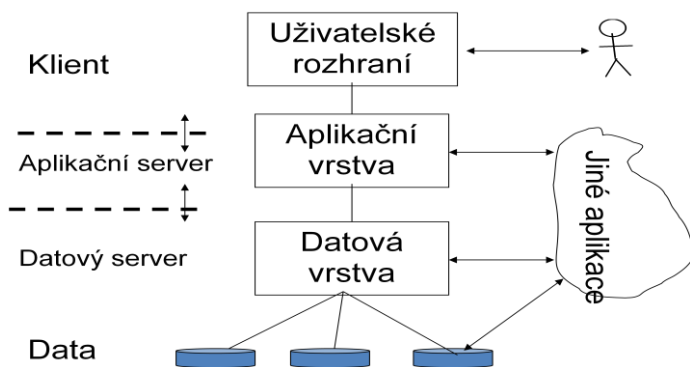 Klient
Uživatelské
rozhraní
Aplikační server
Aplikační
vrstva
Jiné aplikace
Datový server
Datová
vrstva
Data